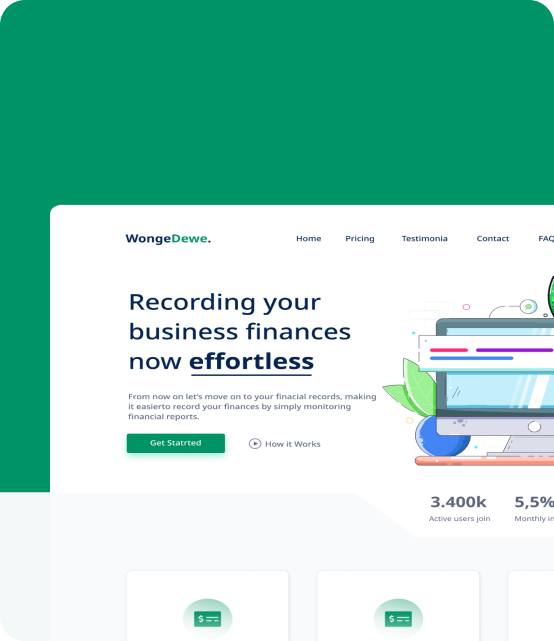 WongeDewe.
Home Pricing Testimonia Contact FAQ
Recording your
business finances
now effortless
From now on let's move on to your finacial records, making
it easierto record your finances by simply monitoring
financial reports.
Get Statrted How it Works
3.400k 5,5%
Active users join Monthly in
$ $